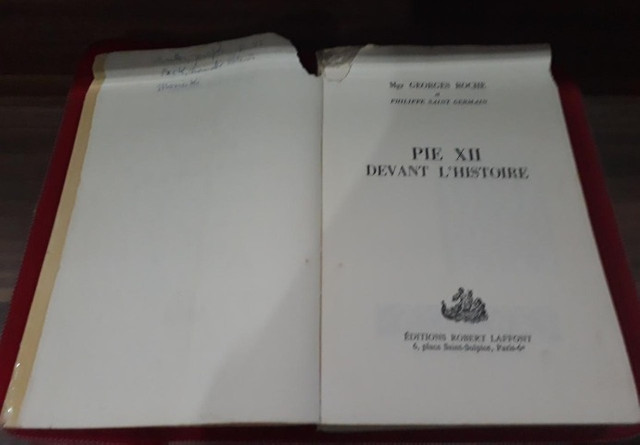 Mgr GEORGES ROCHE
&
PHILIPPE SAINT GERMAIN
PIE XII
DEVANT L'HISTOIRE
ÉDITIONS ROBERT LAFFONT
6, place Saint-Sulpice, Paris-6e